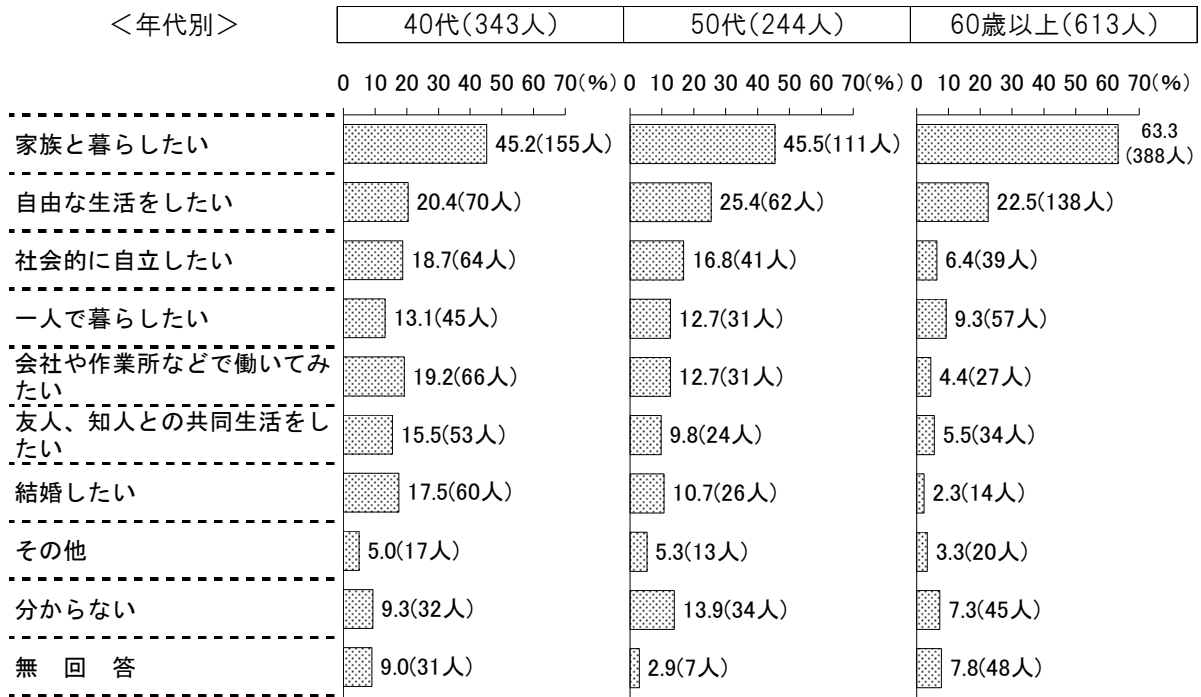 ＜年代別＞ 40代(343人) 50代(244人) 60歳以上(613人)
0 10 20 30 40 50 60 70(%) 0 10 20 30 40 50 60 70(%) 0 10 20 30 40 50 60 70(%)
家族と暮らしたい 45.2(155人) 45.5(111人) 63.3
(388人)
自由な生活をしたい 20.4(70人) 25.4(62人) 22.5(138人)
社会的に自立したい 18.7(64人) 16.8(41人) 6.4(39人)
一人で暮らしたい 13.1(45人) 12.7(31人) 9.3(57人)
会社や作業所などで働いてみ
たい 19.2(66人) 12.7(31人) 4.4(27人)
友人、知人との共同生活をし
たい 15.5(53人) 9.8(24人) 5.5(34人)
結婚したい 17.5(60人) 10.7(26人) 2.3(14人)
その他 5.0(17人) 5.3(13人) 3.3(20人)
分からない 9.3(32人) 13.9(34人) 7.3(45人)
無 回 答 9.0(31人) 2.9(7人) 7.8(48人)